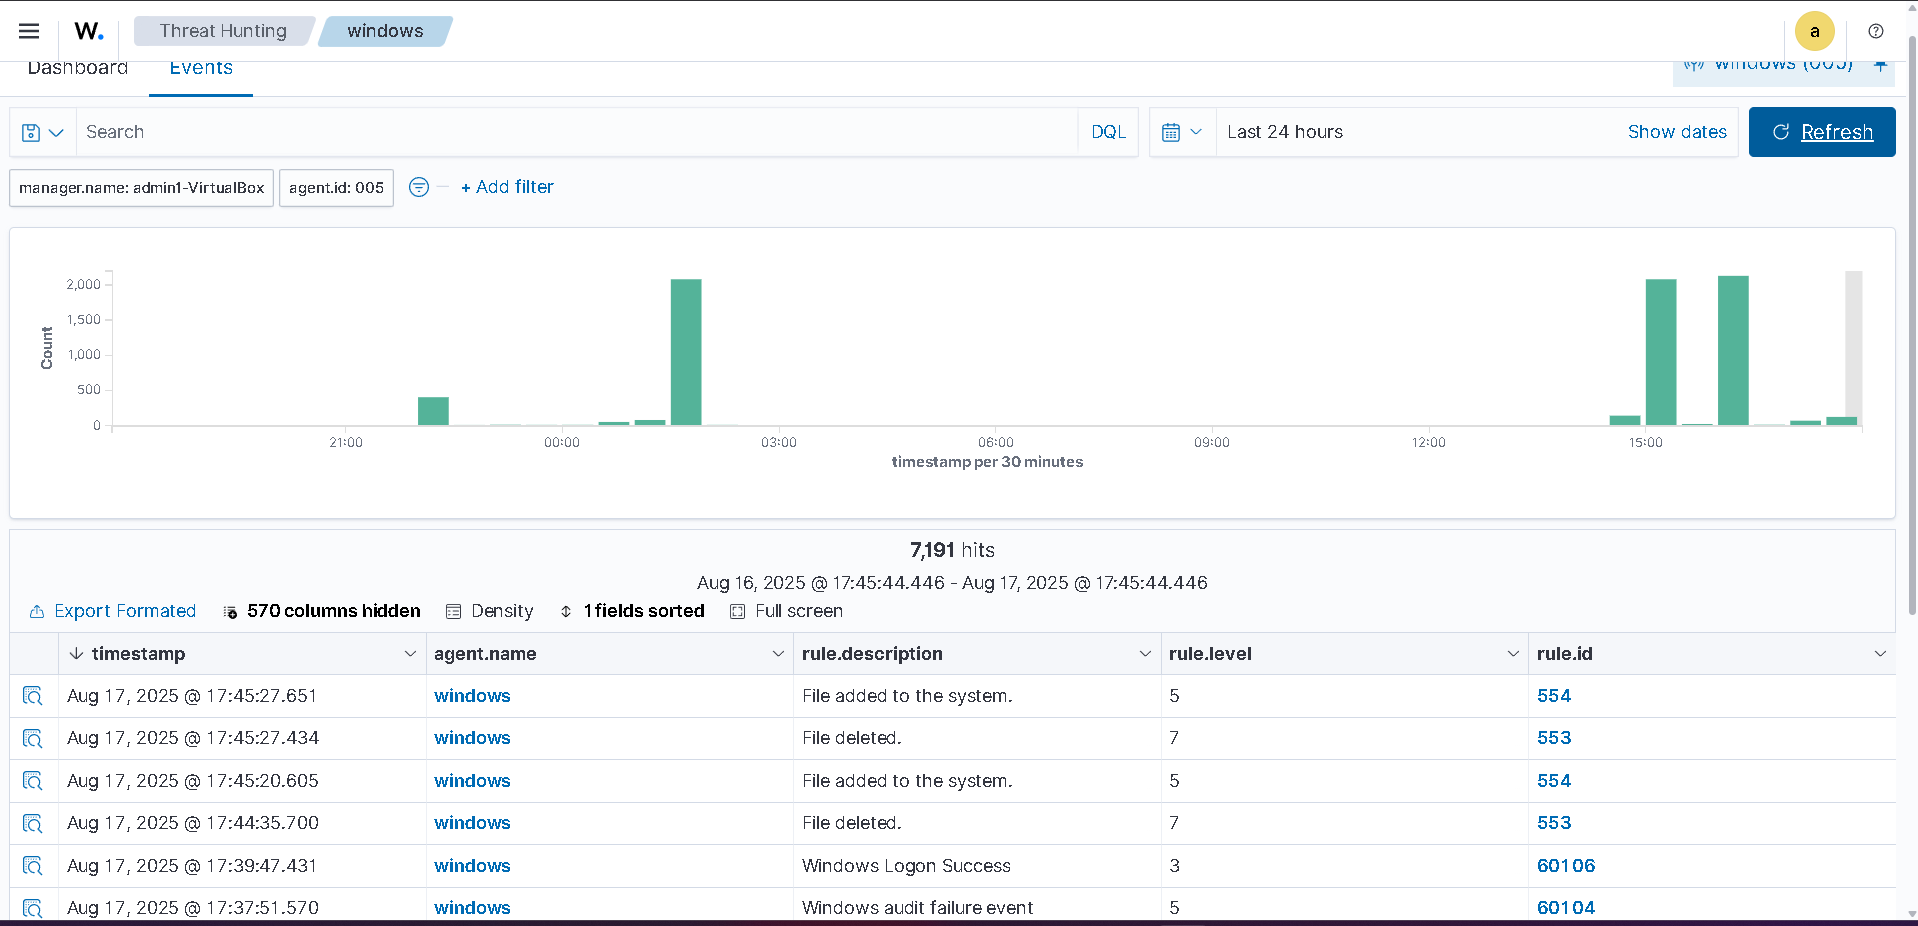 W. Threat Hunting windows a
Dashboard Events windows (005)
Search DQL Last 24 hours Show dates Refresh
manager.name: admin1-VirtualBox agent.id: 005 + Add filter
2,000
1,500
1,000
500
0
Count
21:00 00:00 03:00 06:00 09:00 12:00 15:00
timestamp per 30 minutes
7,191 hits
Aug 16, 2025 @ 17:45:44.446 - Aug 17, 2025 @ 17:45:44.446
Export Formated 570 columns hidden Density 1 fields sorted Full screen
timestamp agent.name rule.description rule.level rule.id
Aug 17, 2025 @ 17:45:27.651 windows File added to the system. 5 554
Aug 17, 2025 @ 17:45:27.434 windows File deleted. 7 553
Aug 17, 2025 @ 17:45:20.605 windows File added to the system. 5 554
Aug 17, 2025 @ 17:44:35.700 windows File deleted. 7 553
Aug 17, 2025 @ 17:39:47.431 windows Windows Logon Success 3 60106
Aug 17, 2025 @ 17:37:51.570 windows Windows audit failure event 5 60104